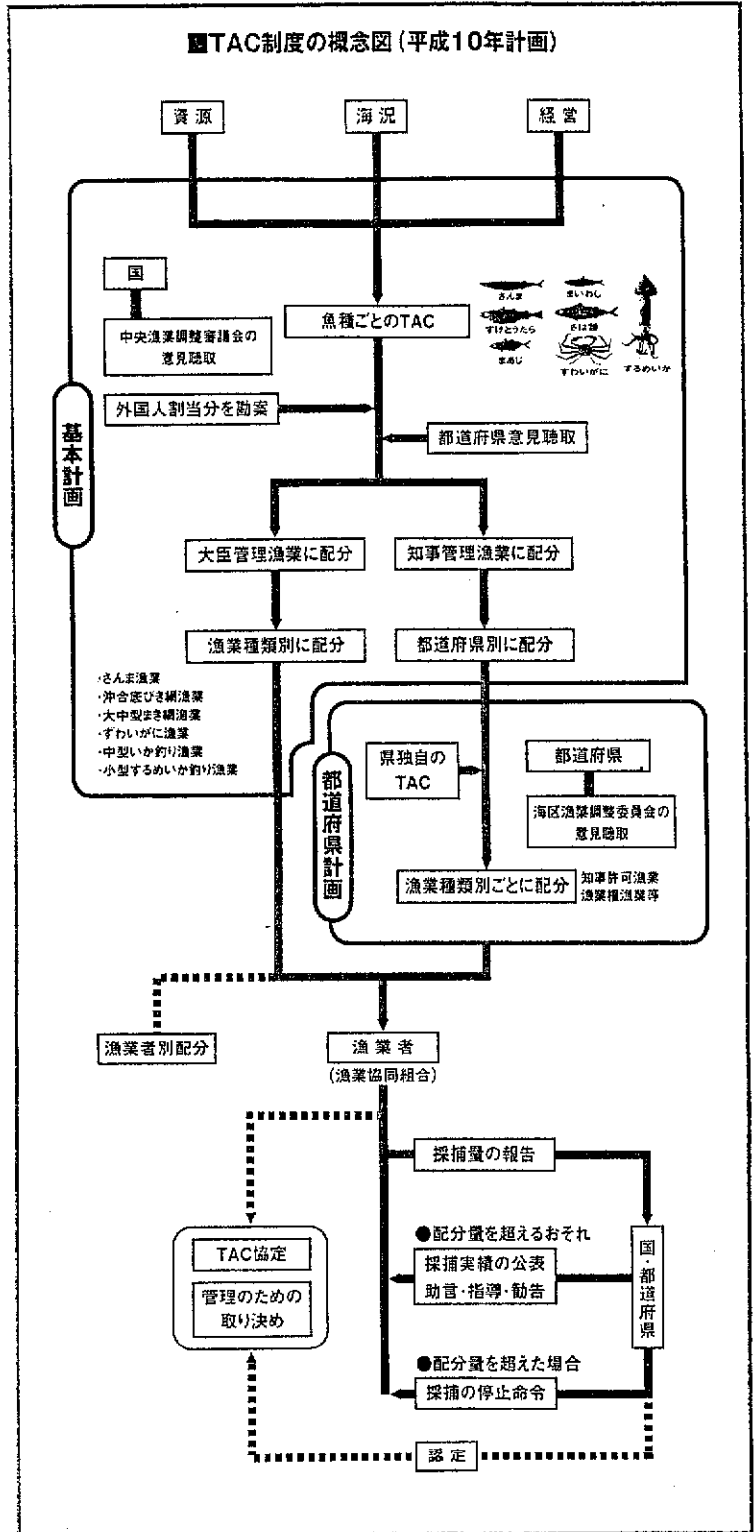 ■TAC制度の概念図(平成10年計画)
資源
海況
経営
国
中央漁業調整審議会の
意見聴取
魚種ごとのTAC
さんま
まいわし
すけとうたら
さば類
まあじ
ずわいがに
するめいか
外国人割当分を勘案
都道府県意見聴取
基本計画
大臣管理漁業に配分
知事管理漁業に配分
漁業種類別に配分
都道府県別に配分
・さんま漁業
・沖合底びき網漁業
・大中型まき網漁業
・ずわいがに漁業
・中型いか釣り漁業
・小型するめいか釣り漁業
都道府県計画
県独自の
TAC
都道府県
海区漁業調整委員会の
意見聴取
漁業種類別ごとに配分
知事許可漁業
漁業権漁業等
漁業者別配分
漁業者
(漁業協同組合)
採捕量の報告
●配分量を超えるおそれ
採捕実績の公表
助言・指導・勧告
国・都道府県
TAC協定
管理のための
取り決め
●配分量を超えた場合
採捕の停止命令
認定